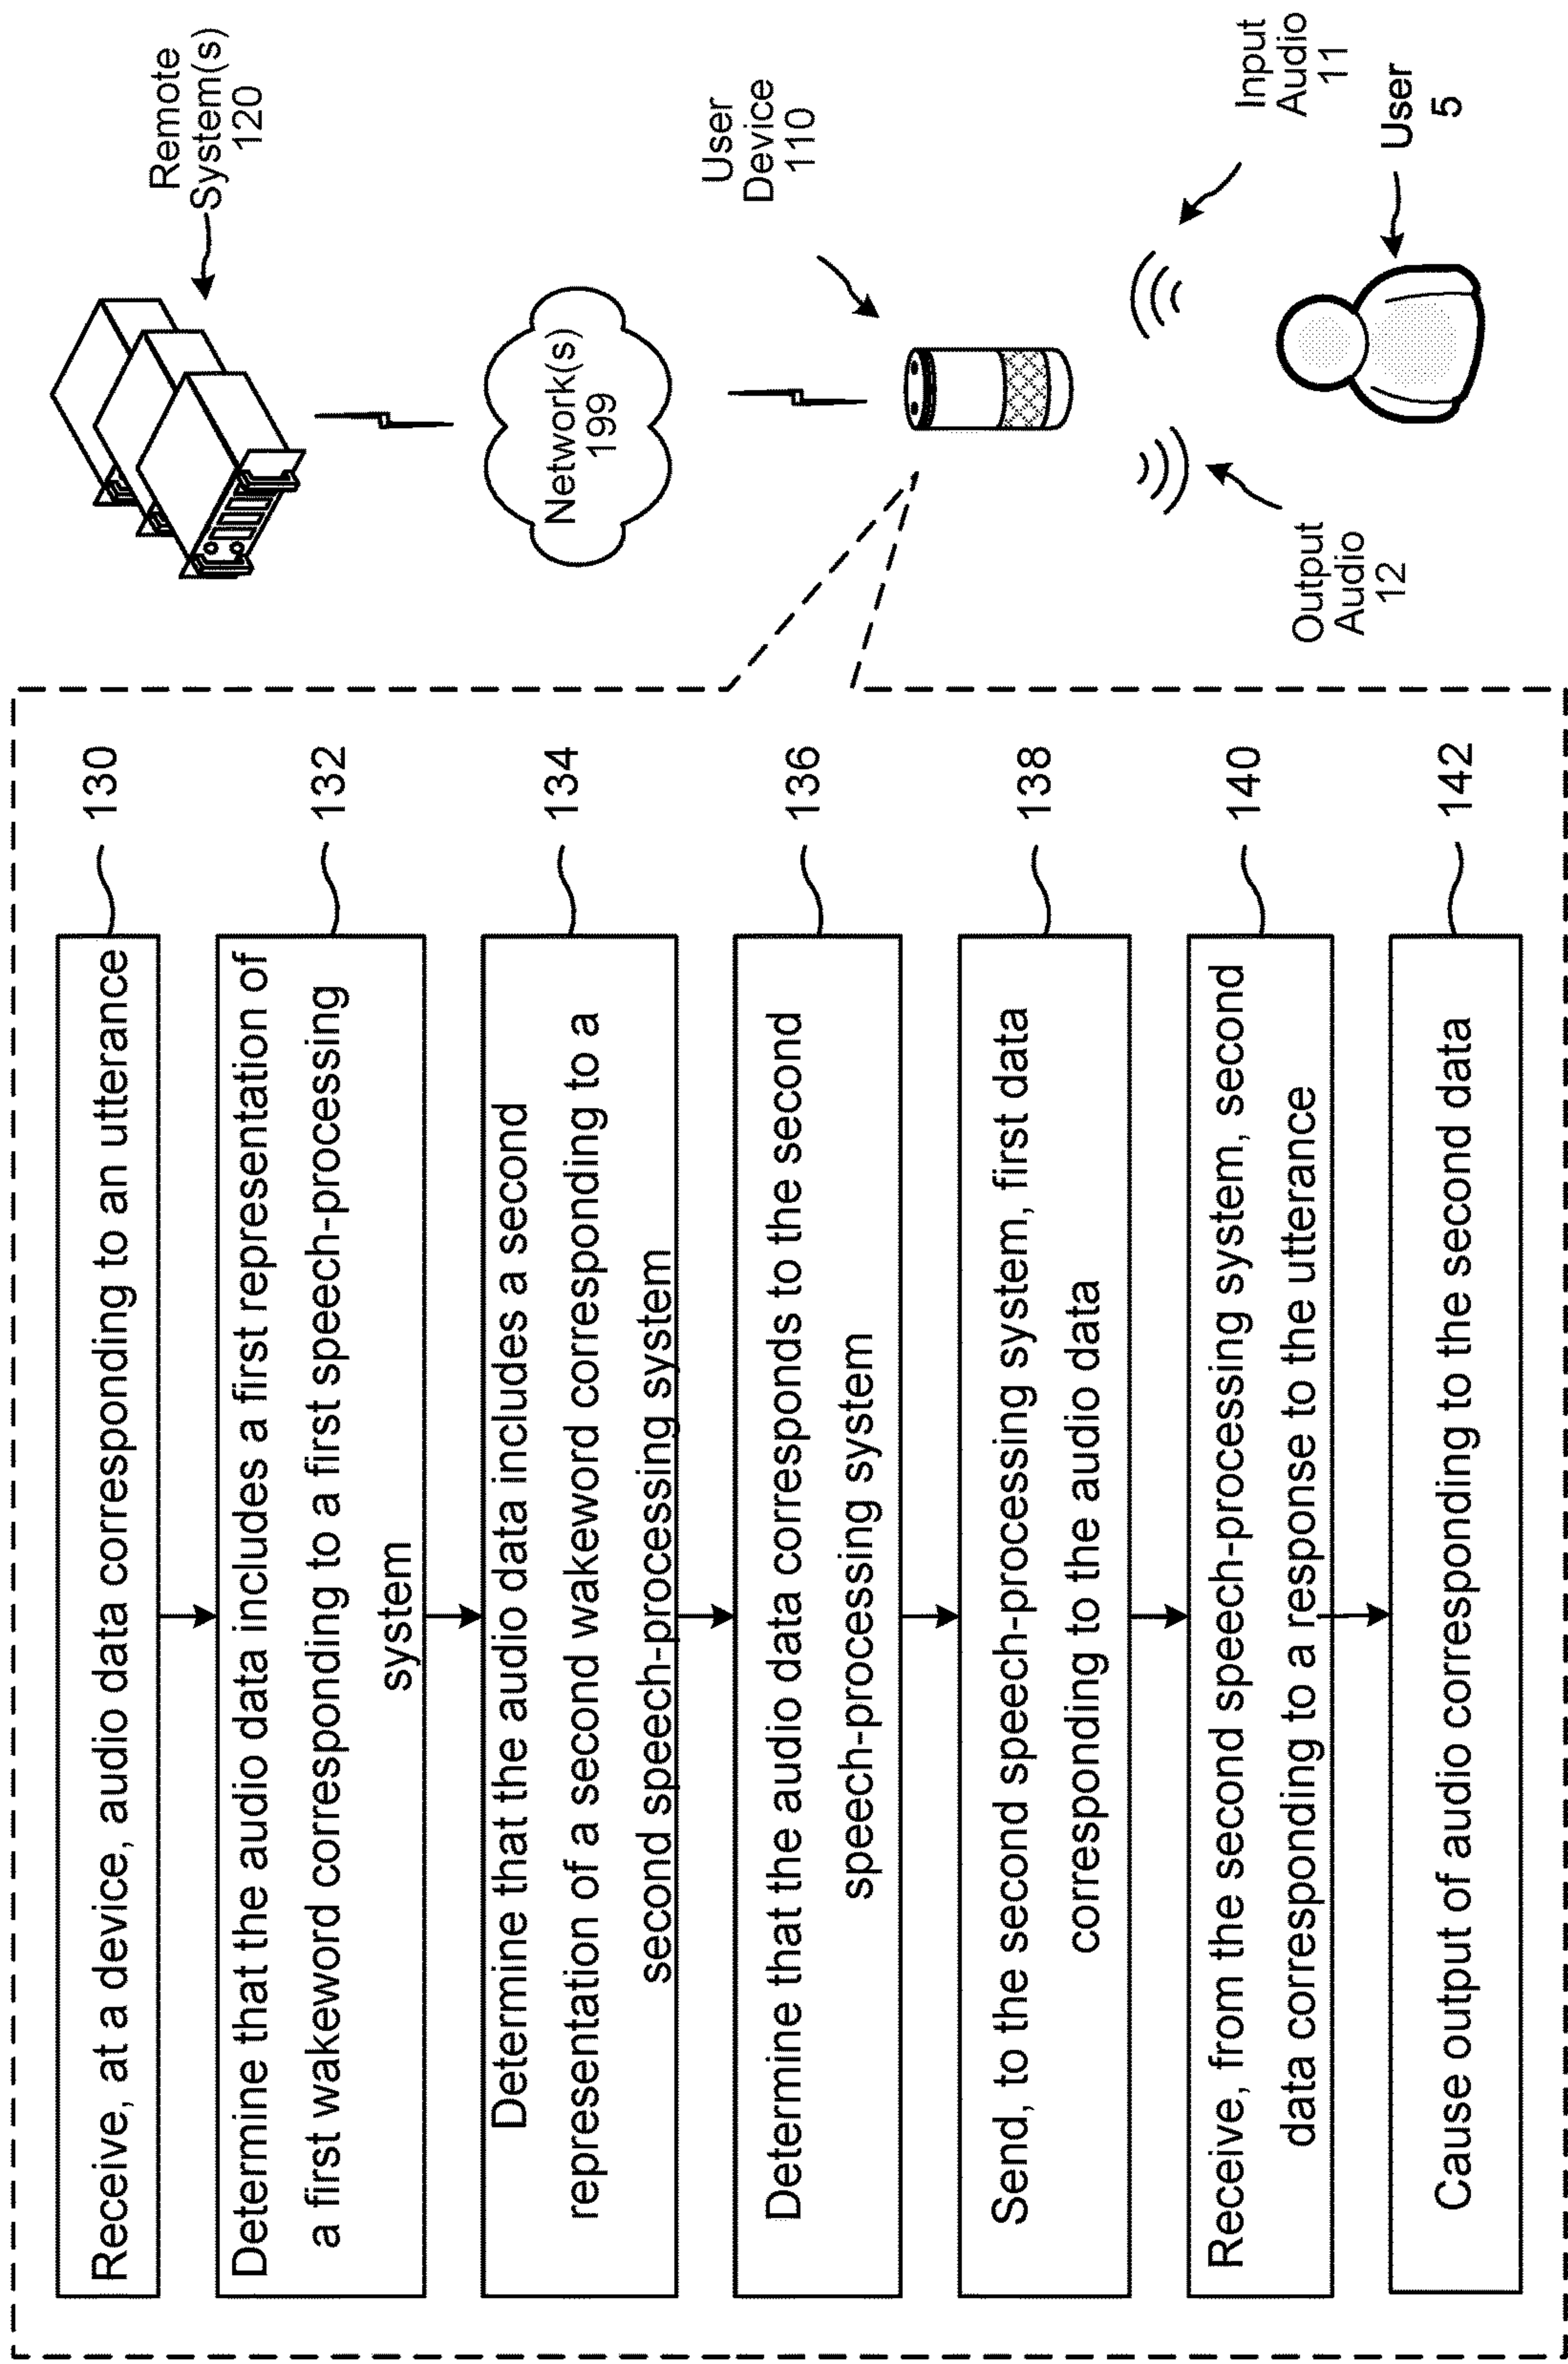 Receive, at a device, audio data corresponding to an utterance
130
Determine that the audio data includes a first representation of
a first wakeword corresponding to a first speech-processing
system
132
Determine that the audio data includes a second
representation of a second wakeword corresponding to a
second speech-processing system
134
Determine that the audio data corresponds to the second
speech-processing system
136
Send, to the second speech-processing system, first data
corresponding to the audio data
138
Receive, from the second speech-processing system, second
data corresponding to a response to the utterance
140
Cause output of audio corresponding to the second data
142
Remote
System(s)
120
Network(s)
199
User
Device
110
Output
Audio
12
Input
Audio
11
User
5